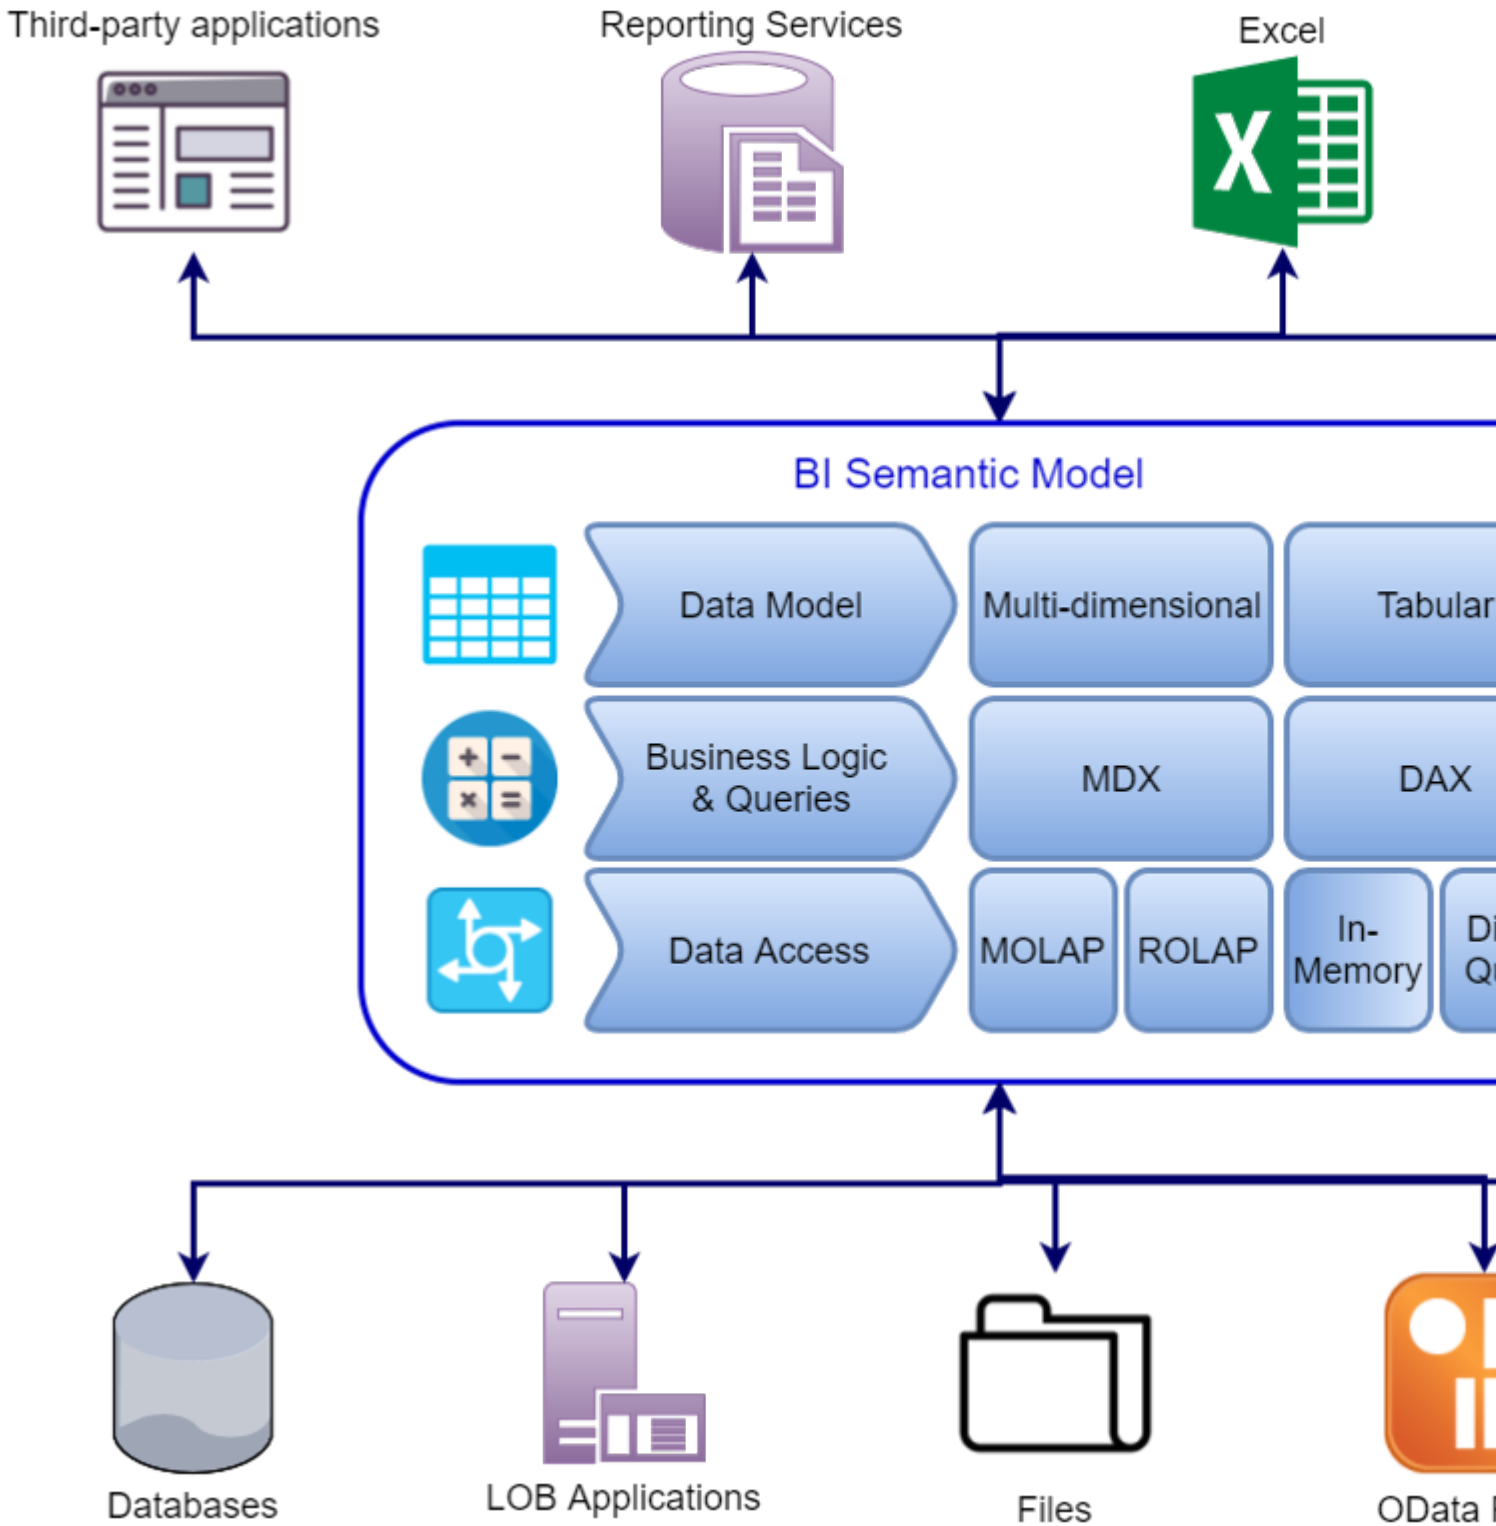 Third-party applications
Reporting Services
Excel
X
BI Semantic Model
Data Model
Multi-dimensional
Tabular
Business Logic
& Queries
MDX
DAX
Data Access
MOLAP
ROLAP
In-
Memory
Databases
LOB Applications
Files
OData